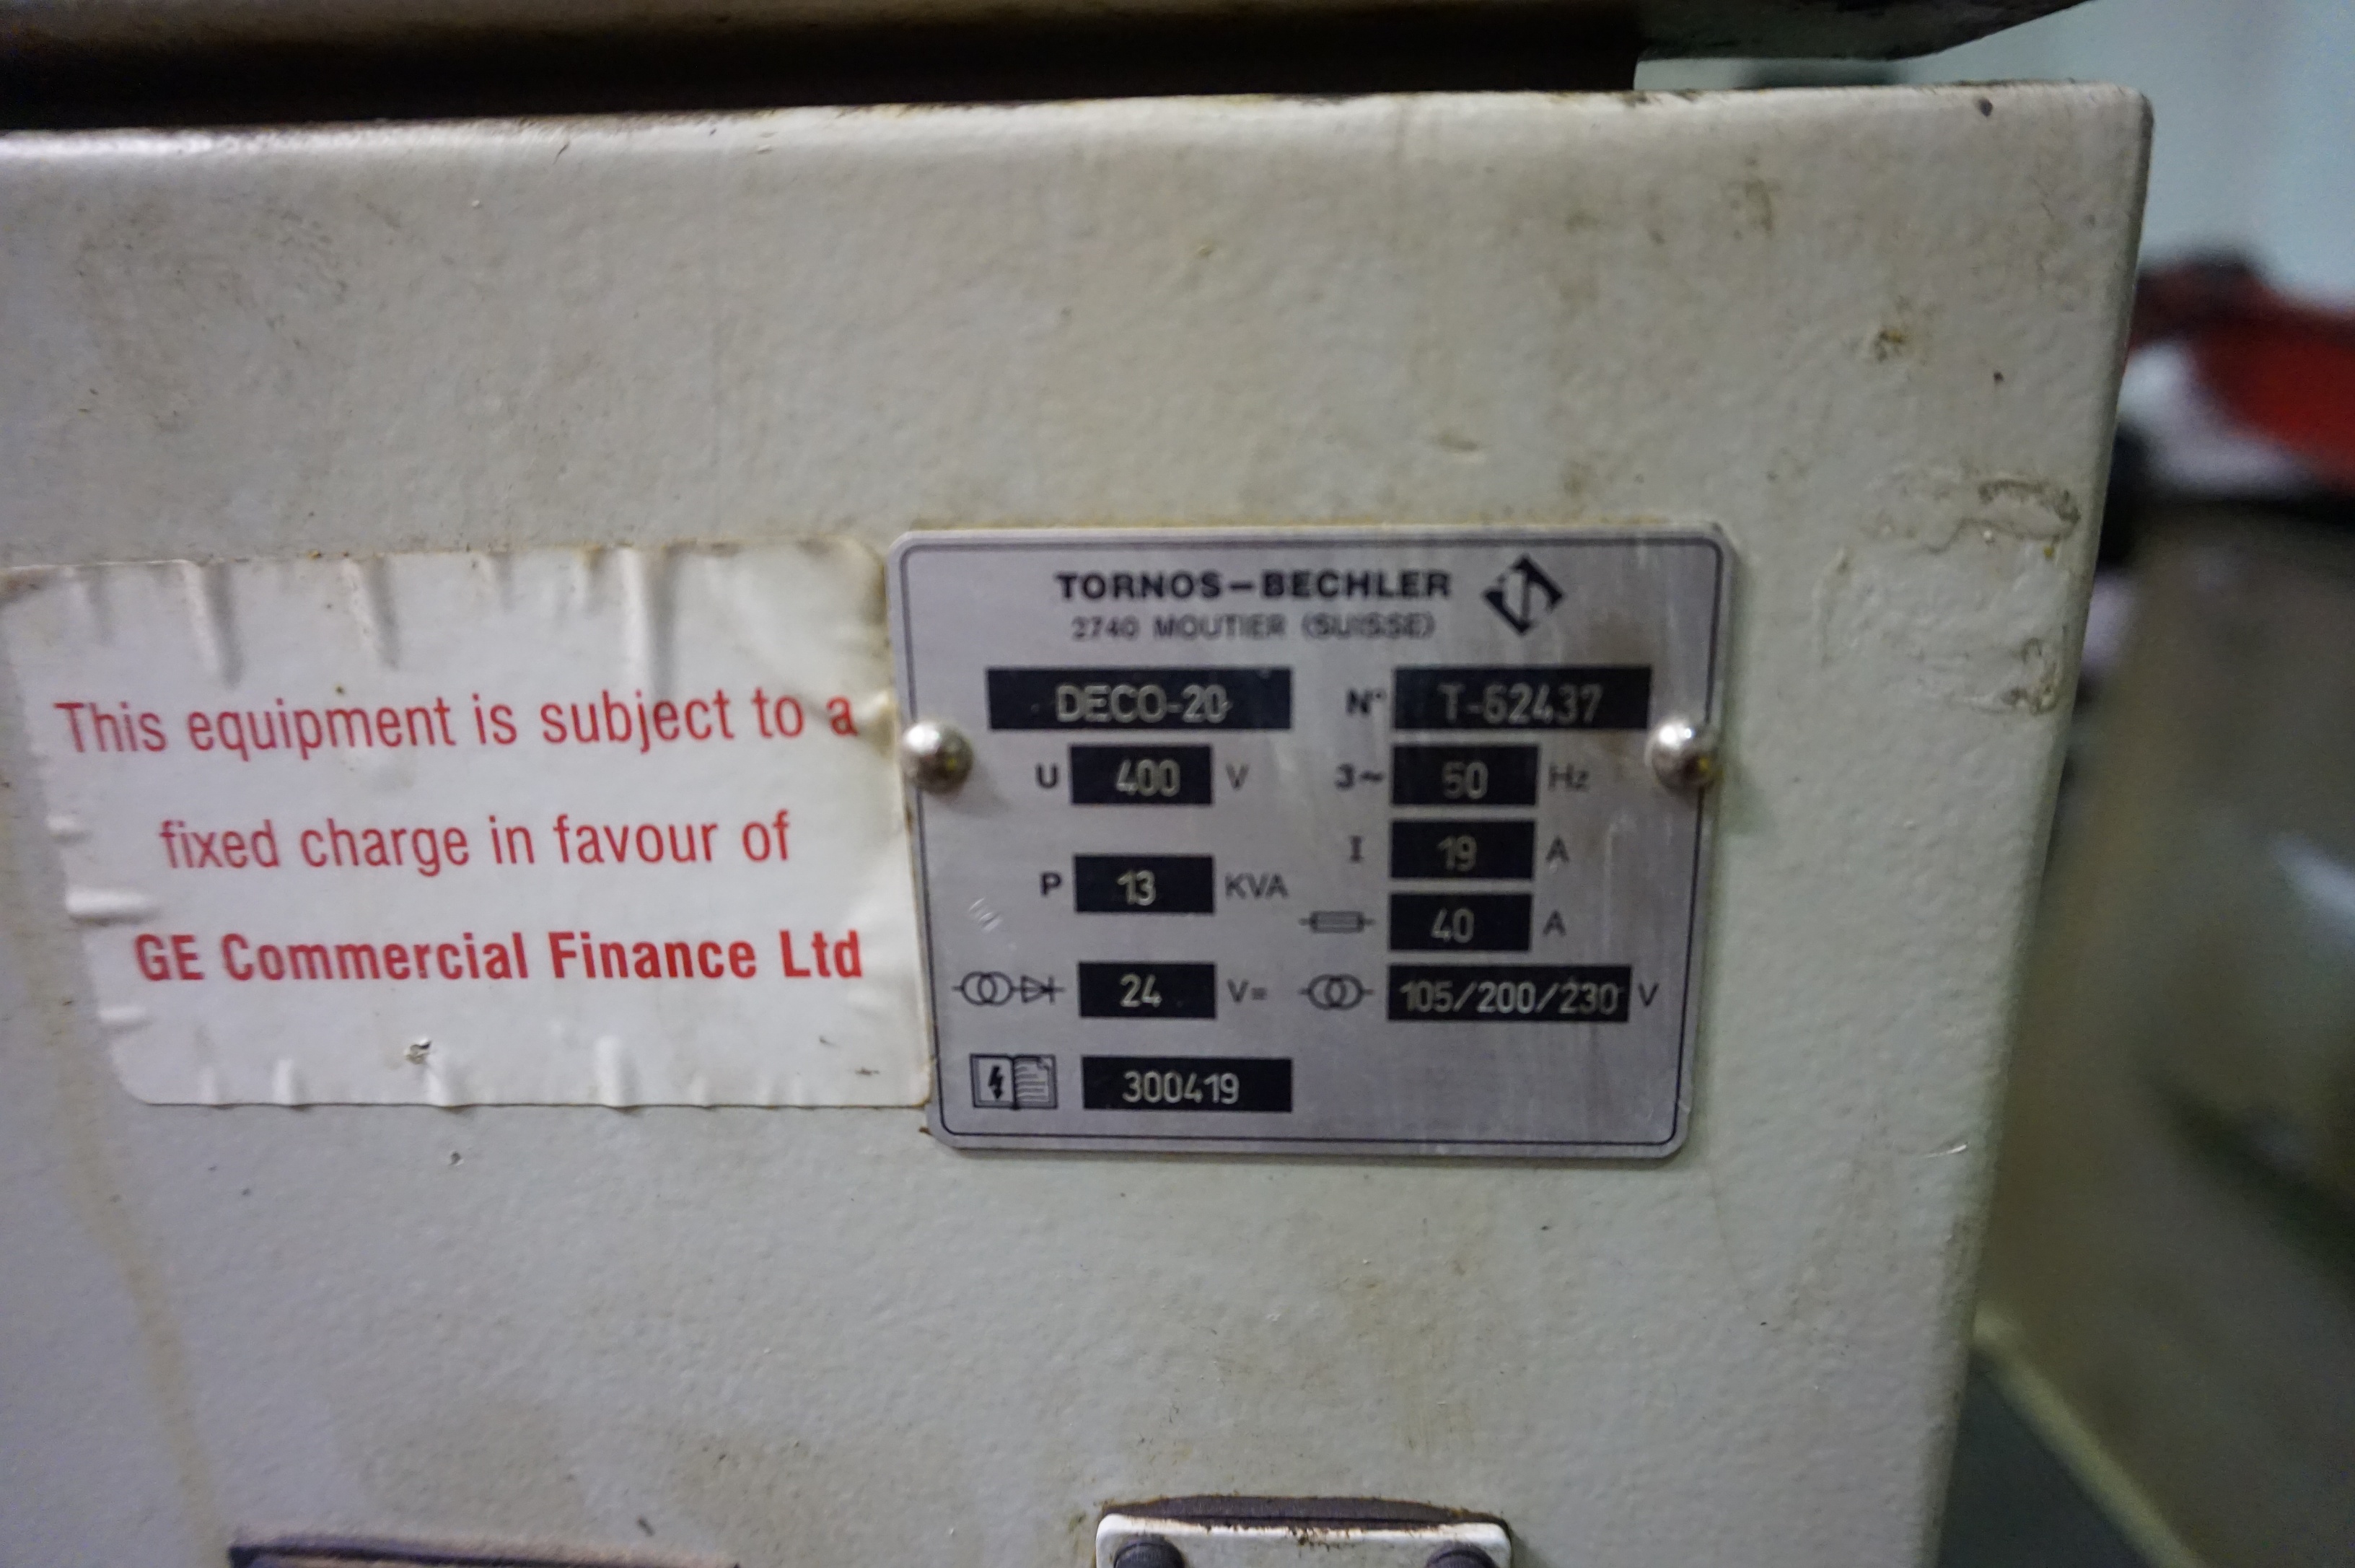 This equipment is subject to a
fixed charge in favour of
GE Commercial Finance Ltd
TORNOS-BECHLER
2740 MOUTIER (SUISSE)
DECO-20 N° T-62437
U 400 V 3~ 50 Hz
I 19 A
P 13 KVA
40 A
24 V= 105/200/230 V
300419